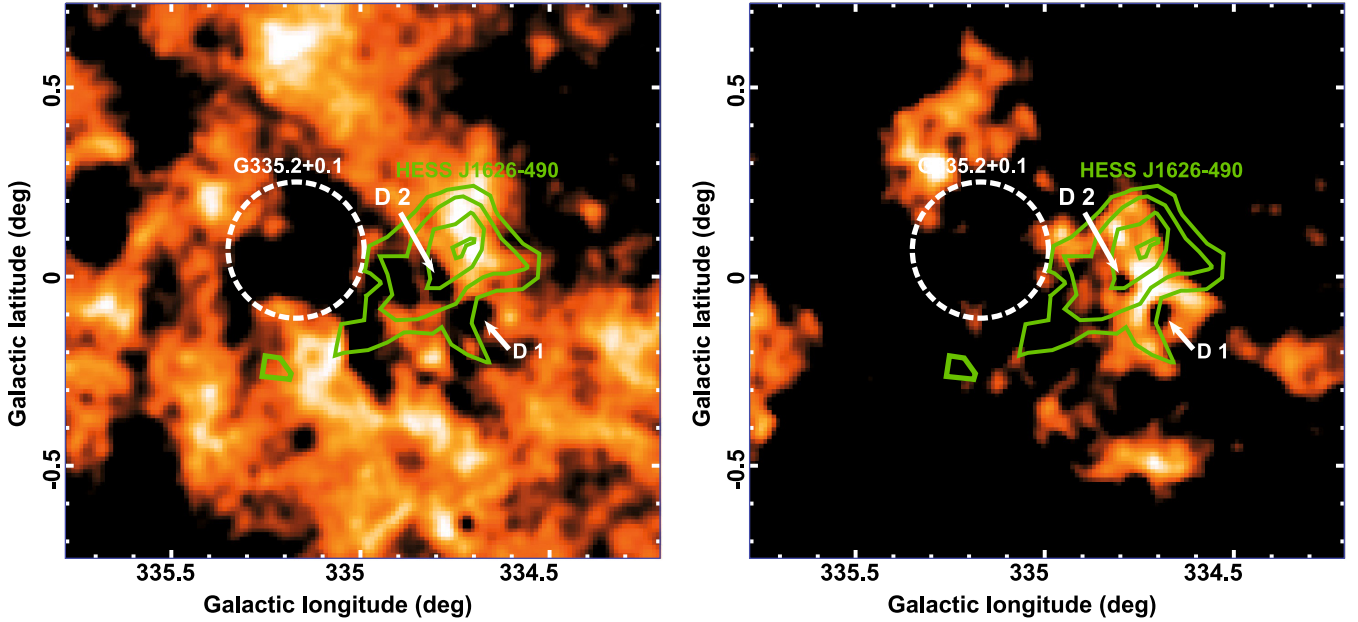 0.5
0
-0.5
Galactic latitude (deg)
G335.2+0.1
HESS J1626-490
D 2
D 1
335.5
335
334.5
Galactic longitude (deg)
0.5
0
-0.5
Galactic latitude (deg)
G335.2+0.1
HESS J1626-490
D 2
D 1
335.5
335
334.5
Galactic longitude (deg)